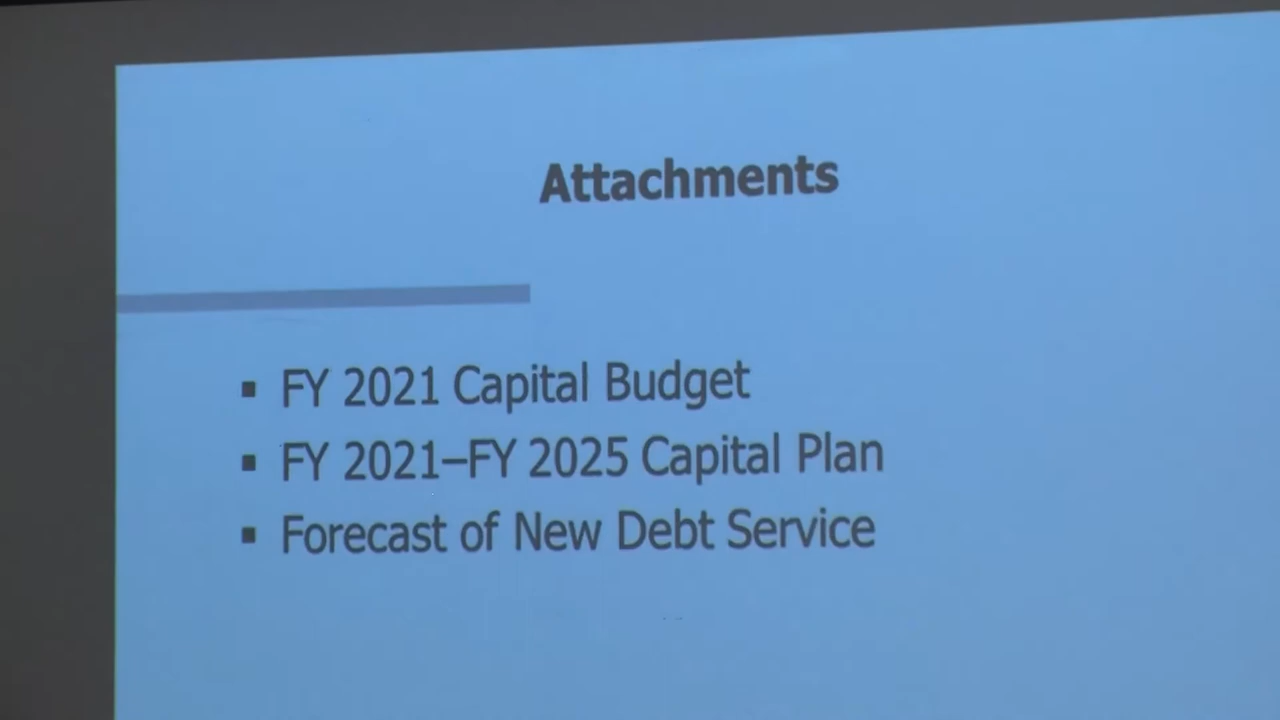 Attachments
▪ FY 2021 Capital Budget
▪ FY 2021–FY 2025 Capital Plan
▪ Forecast of New Debt Service